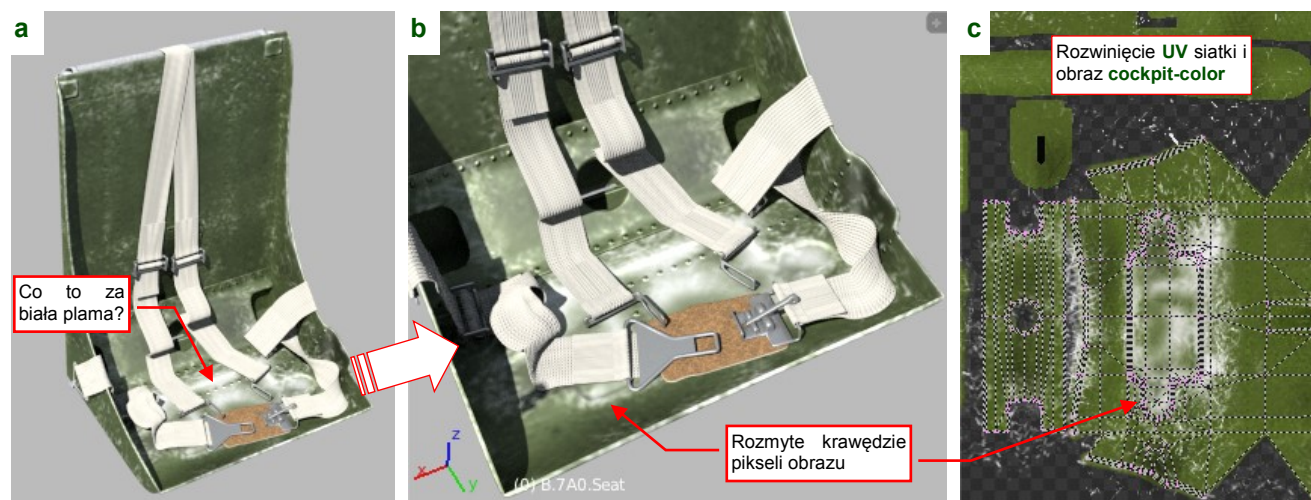 a
b
c
Rozwinięcie UV siatki i
obraz cockpit-color
Co to za
biała plama?
Rozmyte krawędzie
pikseli obrazu
z
x
y
(0) B.7A0.Seat